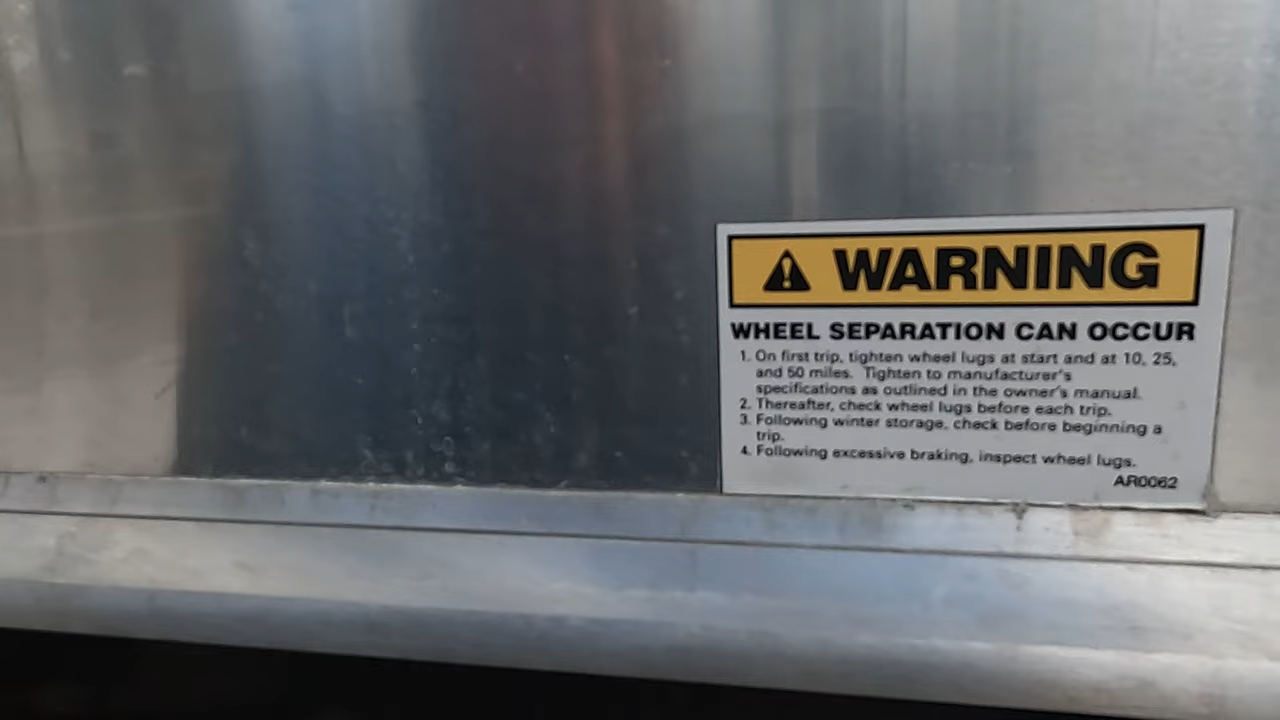 WARNING
WHEEL SEPARATION CAN OCCUR
1. On first trip, tighten wheel lugs at start and at 10, 25,
and 50 miles. Tighten to manufacturer's
specifications as outlined in the owner's manual.
2. Thereafter, check wheel lugs before each trip.
3. Following winter storage, check before beginning a
trip.
4. Following excessive braking, inspect wheel lugs.
AR0062